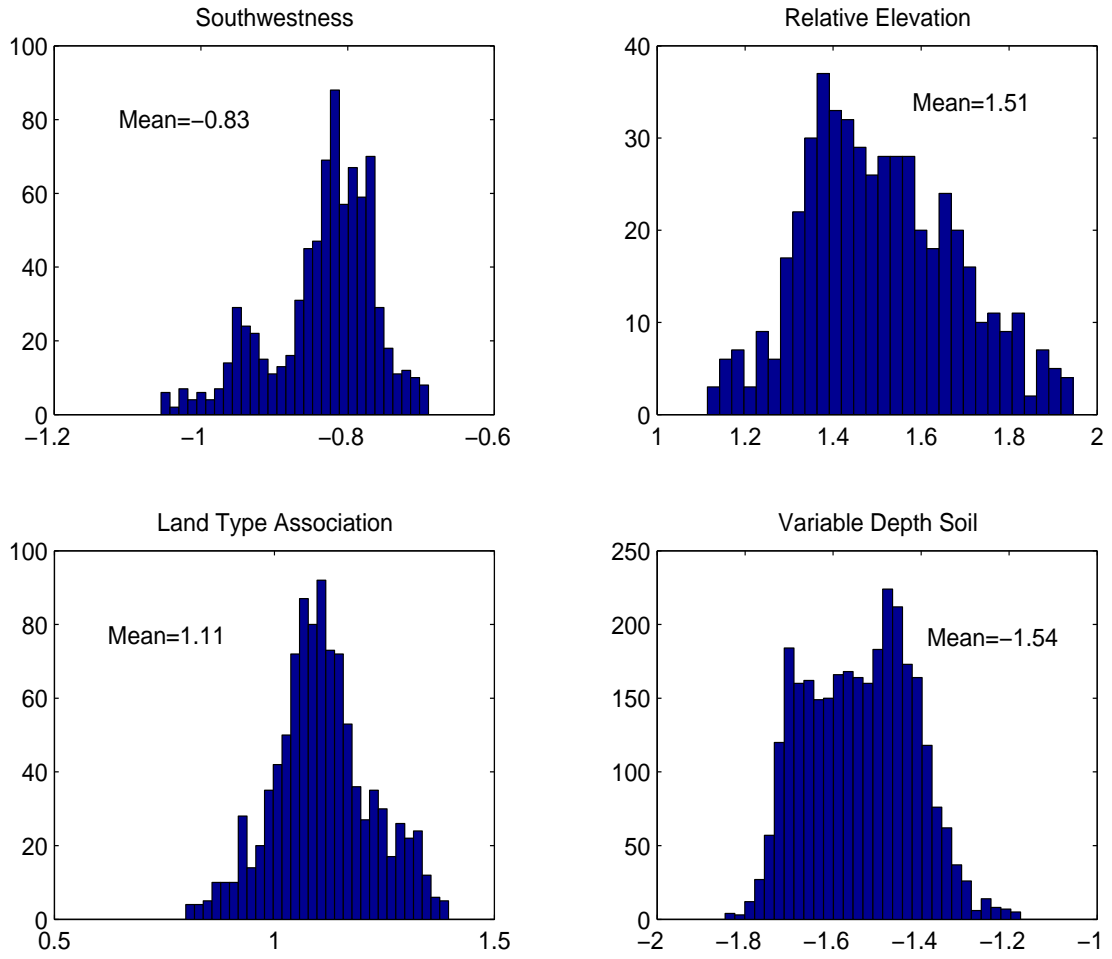 Southwestness
100
80
60
40
20
0
Mean=−0.83
−1.2 −1 −0.8 −0.6
Relative Elevation
40
30
20
10
0
Mean=1.51
1 1.2 1.4 1.6 1.8 2
Land Type Association
100
80
60
40
20
0
Mean=1.11
0.5 1 1.5
Variable Depth Soil
250
200
150
100
50
0
Mean=−1.54
−2 −1.8 −1.6 −1.4 −1.2 −1